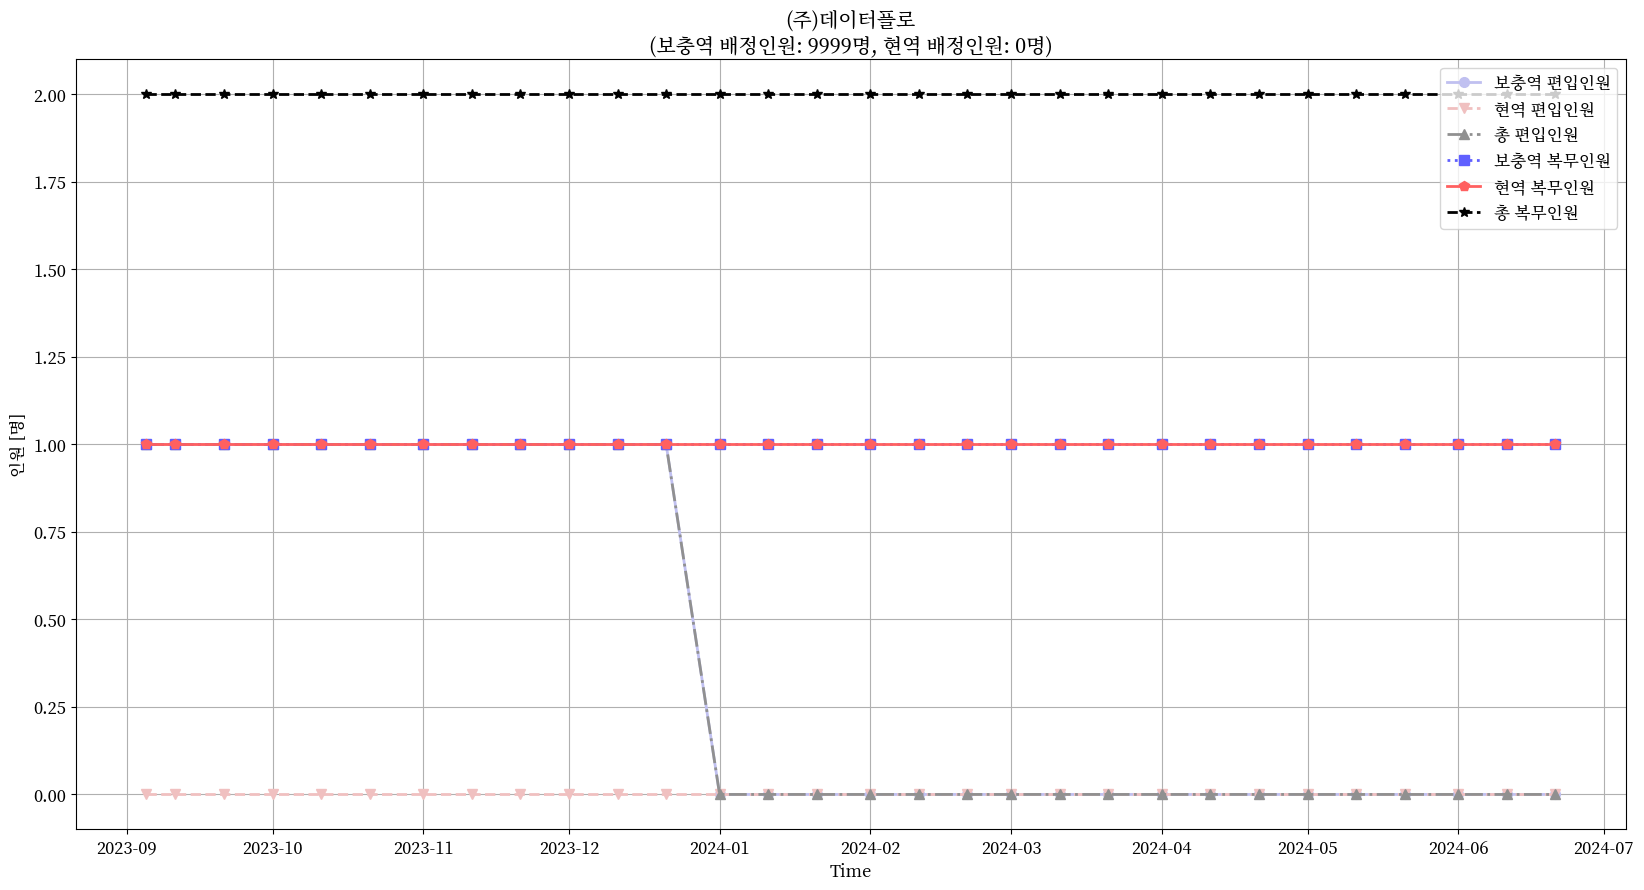 (주)데이터플로
(보충역 배정인원: 9999명, 현역 배정인원: 0명)
보충역 편입인원
현역 편입인원
총 편입인원
보충역 복무인원
현역 복무인원
총 복무인원
인원 [명]
2.00
1.75
1.50
1.25
1.00
0.75
0.50
0.25
0.00
2023-09 2023-10 2023-11 2023-12 2024-01 2024-02 2024-03 2024-04 2024-05 2024-06 2024-07
Time